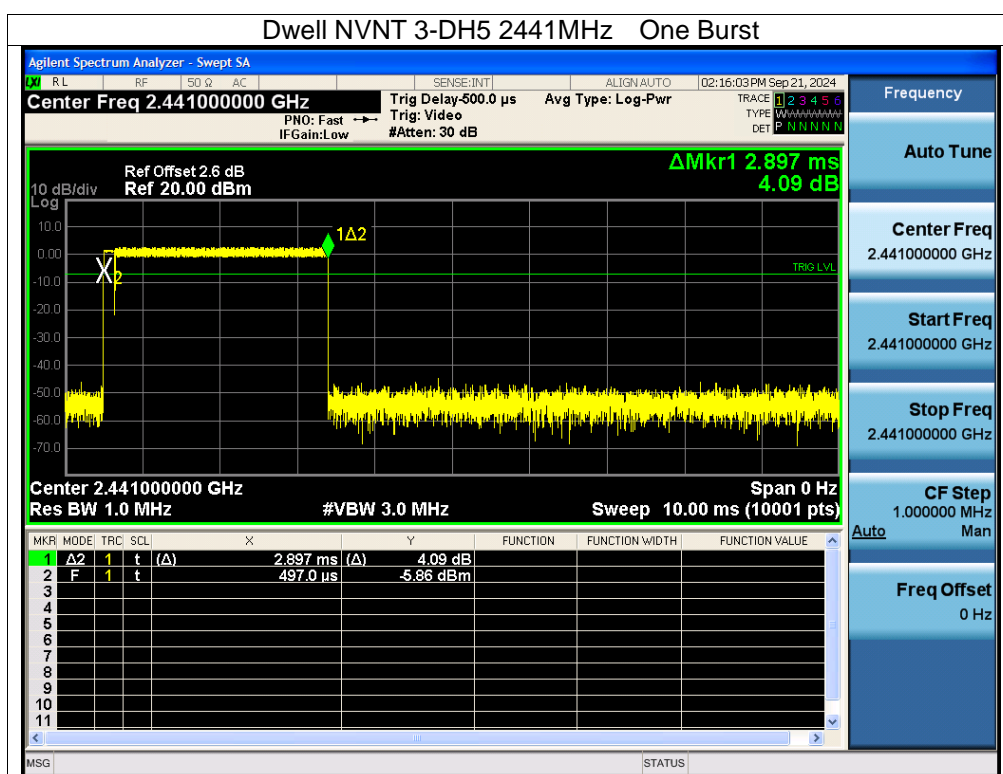 Dwell NVNT 3-DH5 2441MHz One Burst
Agilent Spectrum Analyzer - Swept SA
LXI RL RF 50 Ω AC SENSE:INT ALIGN AUTO 02:16:03 PM Sep 21, 2024
Center Freq 2.441000000 GHz
PNO: Fast
IFGain:Low
Trig Delay-500.0 µs
Trig: Video
#Atten: 30 dB
Avg Type: Log-Pwr
TRACE 1 2 3 4 5 6
TYPE WWWWWW
DET P N N N N N
Ref Offset 2.6 dB
10 dB/div Ref 20.00 dBm
Log
ΔMkr1 2.897 ms
4.09 dB
10.0
0.00
-10.0
-20.0
-30.0
-40.0
-50.0
-60.0
-70.0
1Δ2
2
TRIG LVL
Center 2.441000000 GHz Span 0 Hz
Res BW 1.0 MHz #VBW 3.0 MHz Sweep 10.00 ms (10001 pts)
MKR MODE TRC SCL X Y FUNCTION FUNCTION WIDTH FUNCTION VALUE
1 Δ2 1 t (Δ) 2.897 ms (Δ) 4.09 dB
2 F 1 t 497.0 µs -5.86 dBm
3
4
5
6
7
8
9
10
11
MSG STATUS
Frequency
Auto Tune
Center Freq
2.441000000 GHz
Start Freq
2.441000000 GHz
Stop Freq
2.441000000 GHz
CF Step
1.000000 MHz
Auto Man
Freq Offset
0 Hz